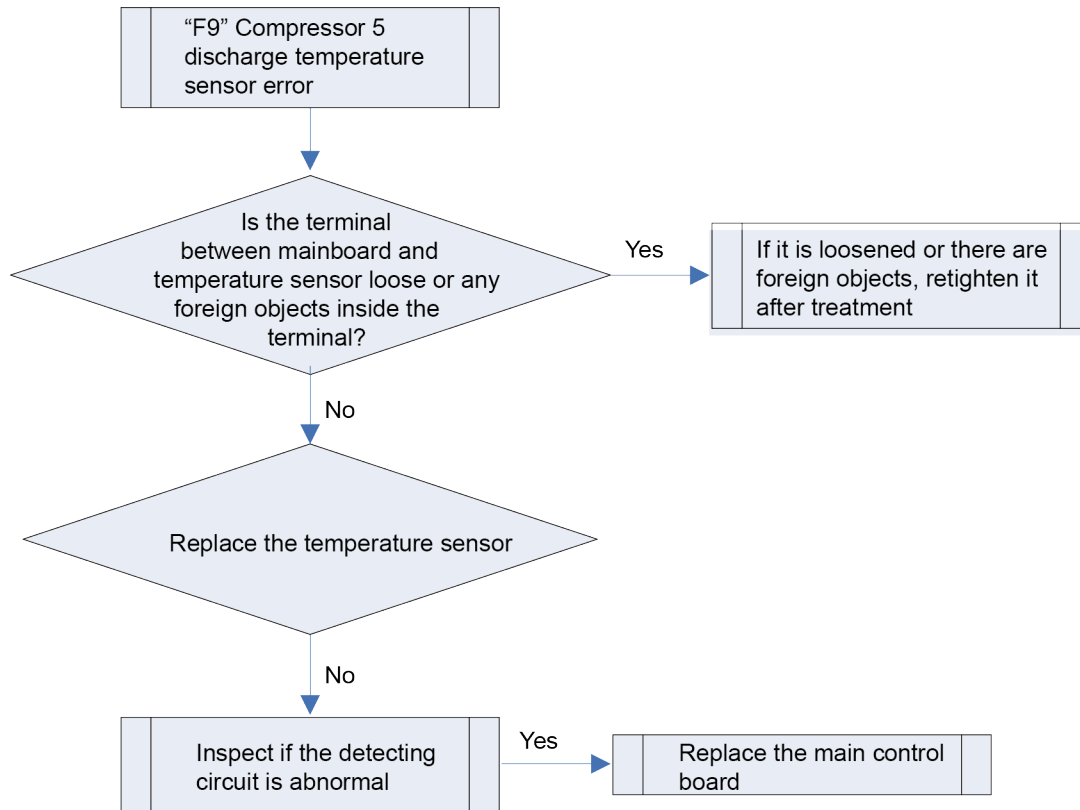 “F9” Compressor 5
discharge temperature
sensor error
Is the terminal
between mainboard and
temperature sensor loose or any
foreign objects inside the
terminal?
Yes
If it is loosened or there are
foreign objects, retighten it
after treatment
No
Replace the temperature sensor
No
Inspect if the detecting
circuit is abnormal
Yes
Replace the main control
board